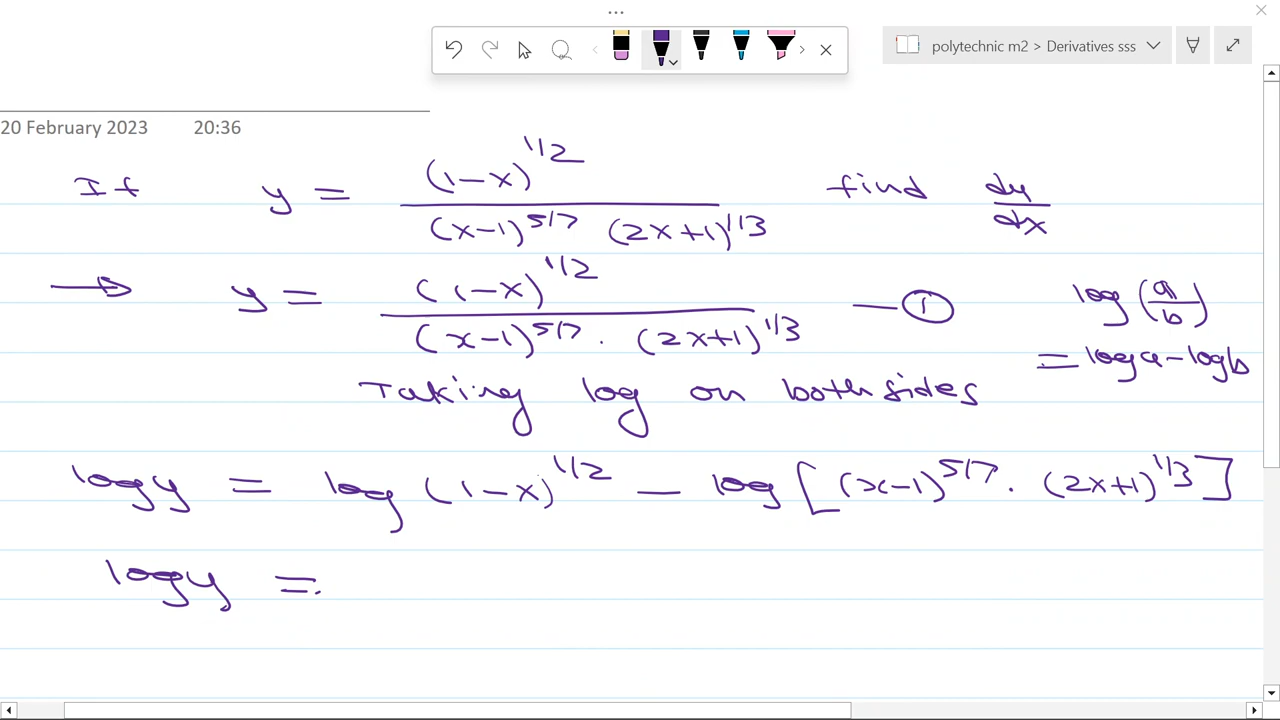 polytechnic m2 > Derivatives sss
20 February 2023 20:36
If y = (1-x)^1/2 / (x-1)^5/7 (2x+1)^1/3 find dy/dx
→ y = (1-x)^1/2 / (x-1)^5/7 . (2x+1)^1/3 — ①
log (a/b)
= log a - log b
Taking log on both sides
log y = log (1-x)^1/2 - log [(x-1)^5/7 . (2x+1)^1/3]
log y =